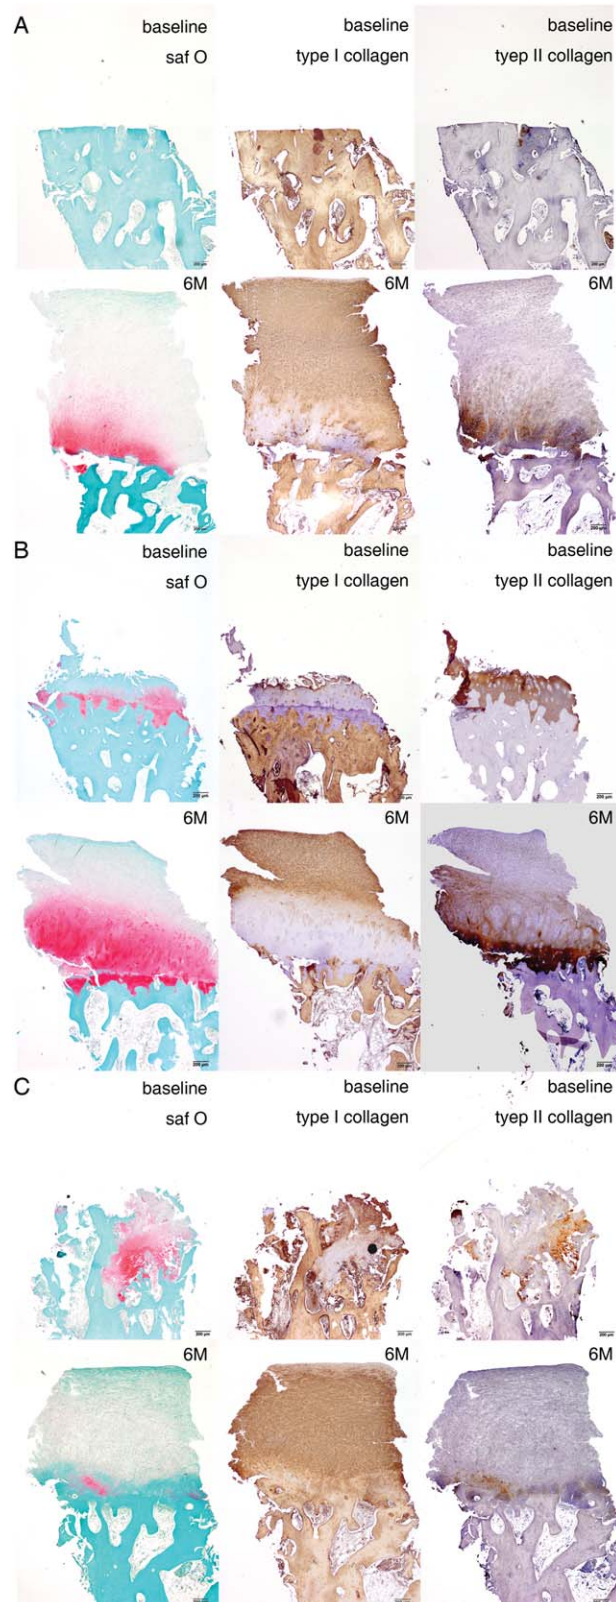 A
baseline
saf O
baseline
type I collagen
baseline
tyep II collagen
6M
6M
6M
B
baseline
saf O
baseline
type I collagen
baseline
tyep II collagen
6M
6M
6M
C
baseline
saf O
baseline
type I collagen
baseline
tyep II collagen
6M
6M
6M